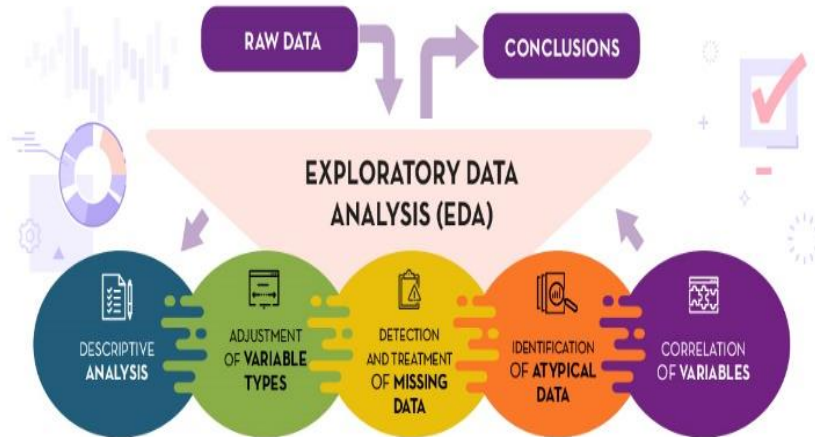 RAW DATA
CONCLUSIONS
EXPLORATORY DATA
ANALYSIS (EDA)
DESCRIPTIVE
ANALYSIS
ADJUSTMENT
OF VARIABLE
TYPES
DETECTION
AND TREATMENT
OF MISSING
DATA
IDENTIFICATION
OF ATYPICAL
DATA
CORRELATION
OF VARIABLES